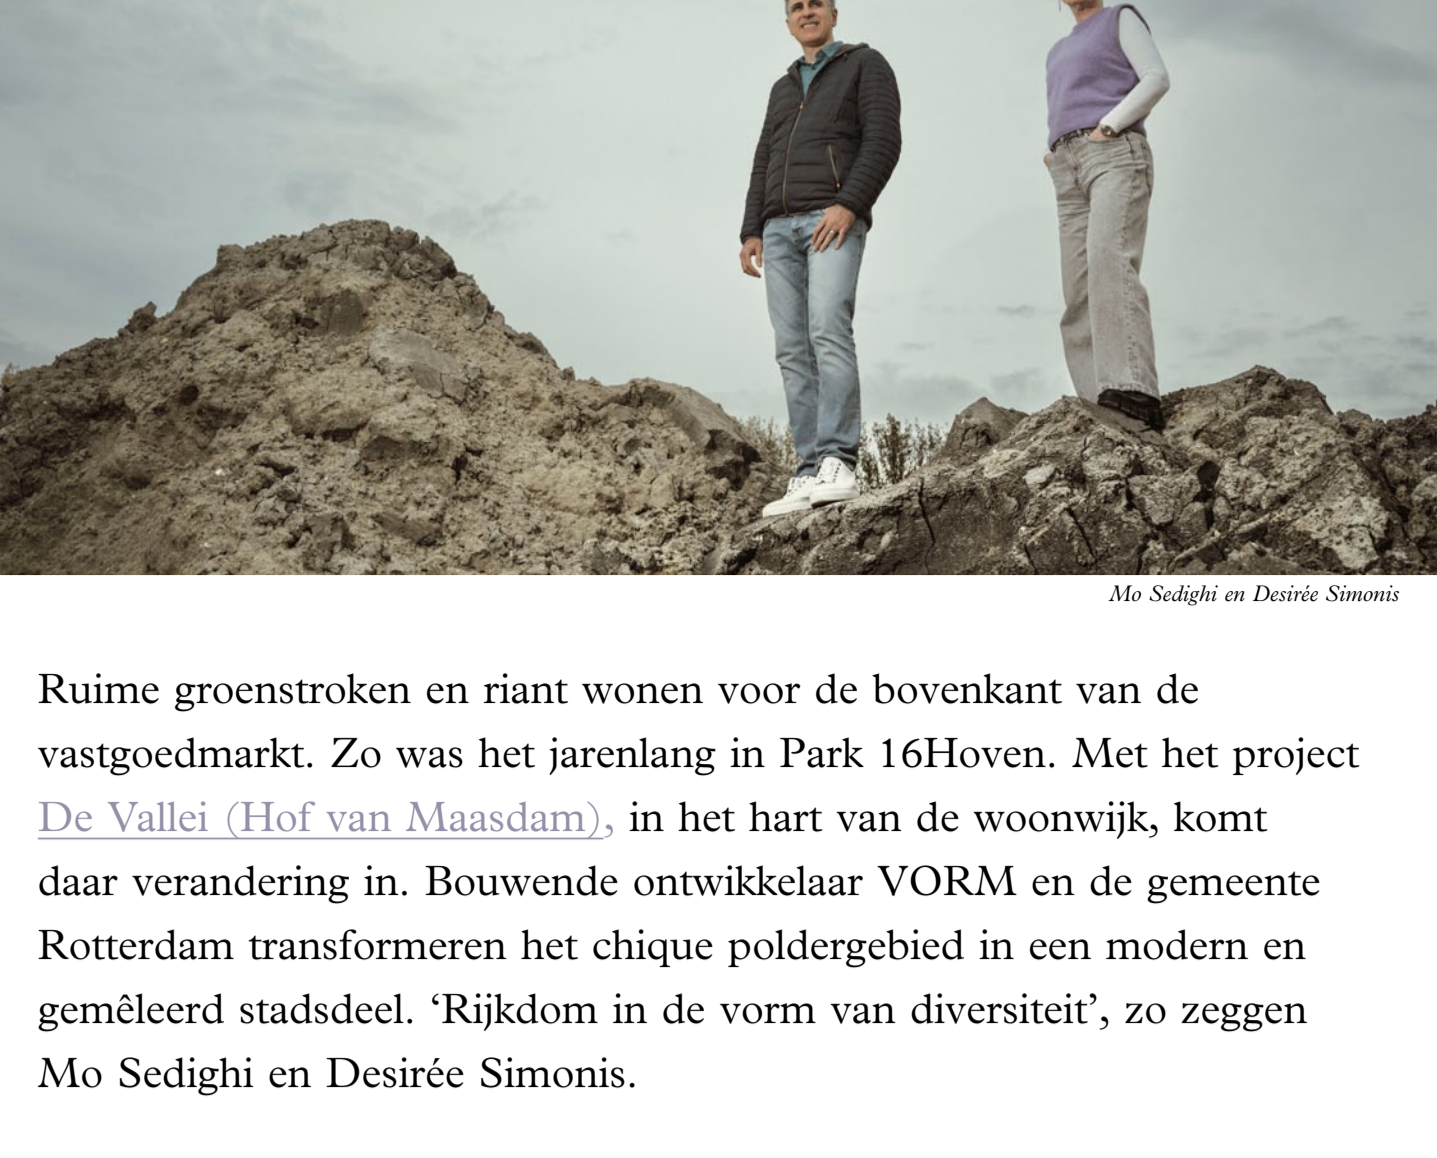 Mo Sedighi en Desirée Simonis
Ruime groenstroken en riant wonen voor de bovenkant van de
vastgoedmarkt. Zo was het jarenlang in Park 16Hoven. Met het project
De Vallei (Hof van Maasdam), in het hart van de woonwijk, komt
daar verandering in. Bouwende ontwikkelaar VORM en de gemeente
Rotterdam transformeren het chique poldergebied in een modern en
gemêleerd stadsdeel. ‘Rijkdom in de vorm van diversiteit’, zo zeggen
Mo Sedighi en Desirée Simonis.